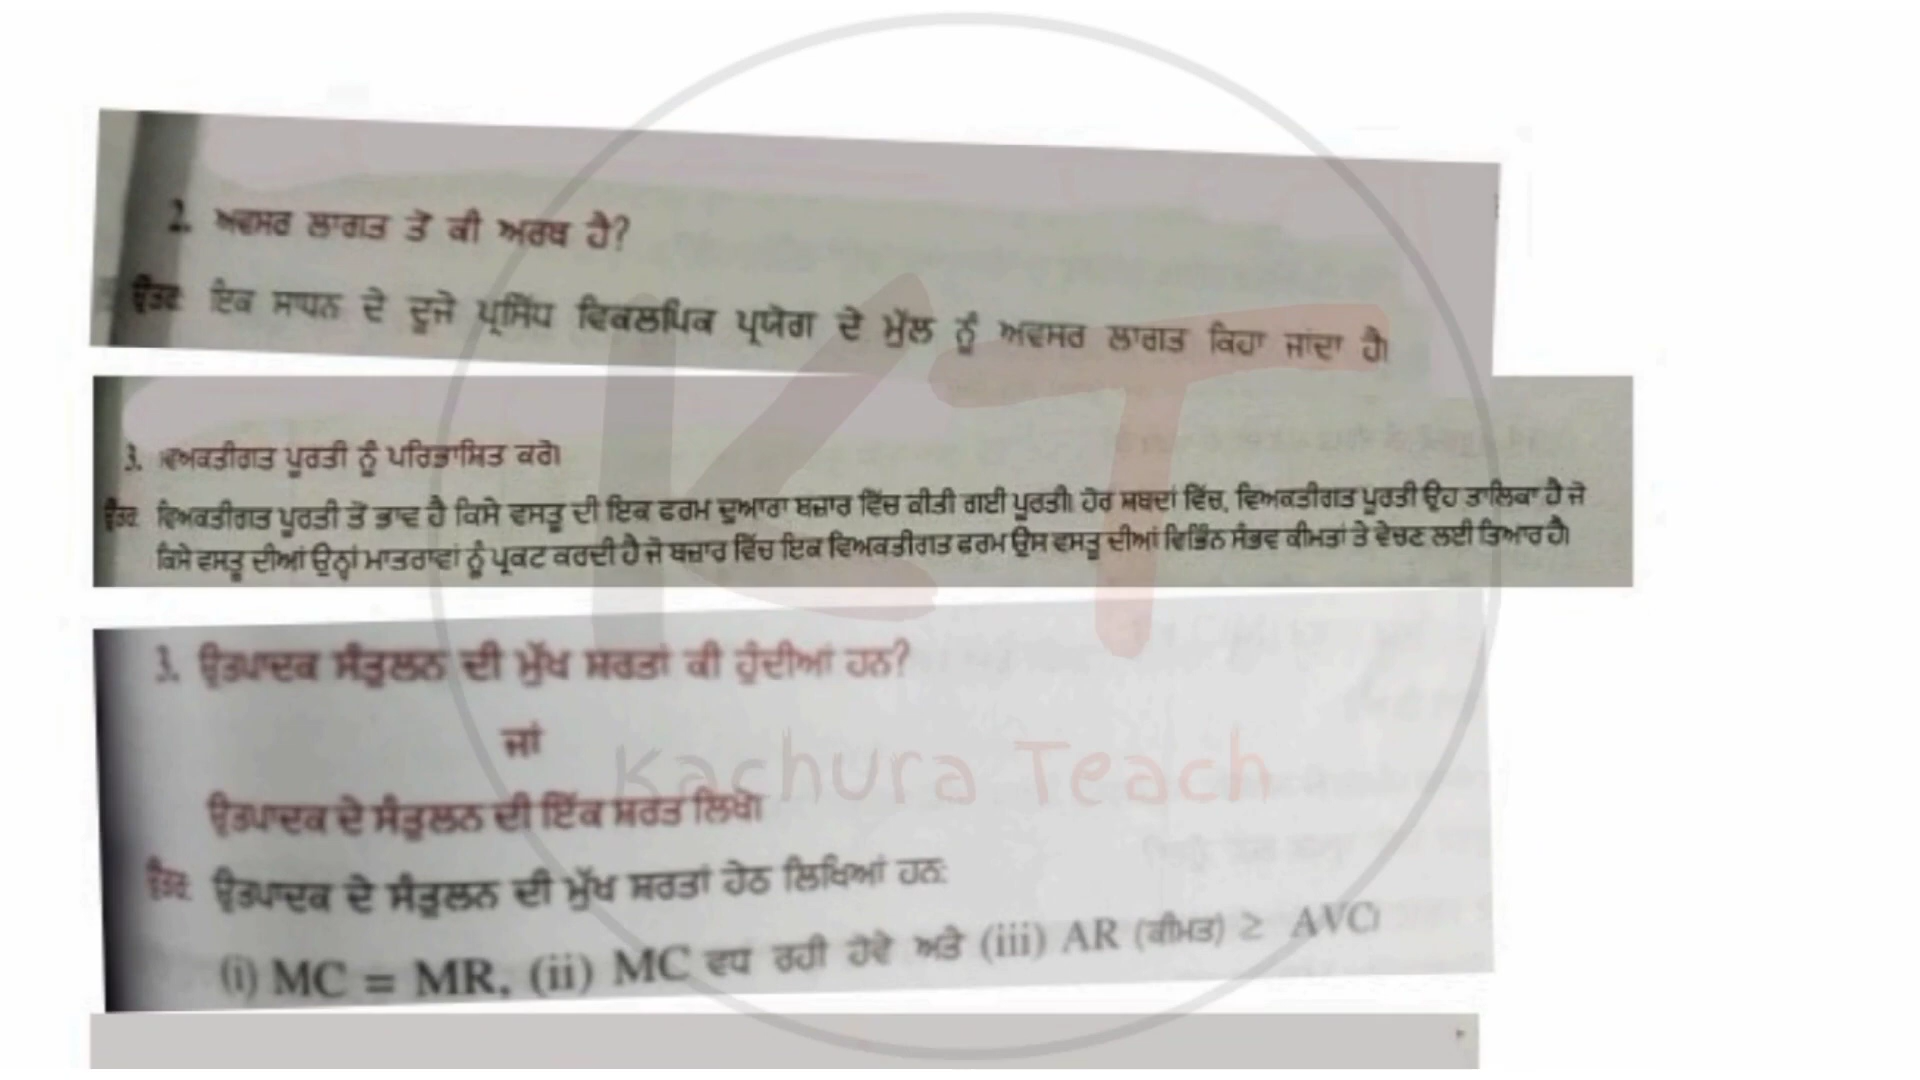 2. ਅਵਸਰ ਲਾਗਤ ਤੋਂ ਕੀ ਅਰਥ ਹੈ?
ਉੱਤਰ: ਇਕ ਸਾਧਨ ਦੇ ਦੂਜੇ ਪ੍ਰਸਿੱਧ ਵਿਕਲਪਿਕ ਪ੍ਰਯੋਗ ਦੇ ਮੁੱਲ ਨੂੰ ਅਵਸਰ ਲਾਗਤ ਕਿਹਾ ਜਾਂਦਾ ਹੈ।
3. ਵਿਅਕਤੀਗਤ ਪੂਰਤੀ ਨੂੰ ਪਰਿਭਾਸ਼ਿਤ ਕਰੋ।
ਉੱਤਰ: ਵਿਅਕਤੀਗਤ ਪੂਰਤੀ ਤੋਂ ਭਾਵ ਹੈ ਕਿਸੇ ਵਸਤੂ ਦੀ ਇਕ ਫਰਮ ਦੁਆਰਾ ਬਜ਼ਾਰ ਵਿੱਚ ਕੀਤੀ ਗਈ ਪੂਰਤੀ। ਹੋਰ ਸ਼ਬਦਾਂ ਵਿੱਚ, ਵਿਅਕਤੀਗਤ ਪੂਰਤੀ ਉਹ ਤਾਲਿਕਾ ਹੈ ਜੋ
ਕਿਸੇ ਵਸਤੂ ਦੀਆਂ ਉਨ੍ਹਾਂ ਮਾਤਰਾਵਾਂ ਨੂੰ ਪ੍ਰਕਟ ਕਰਦੀ ਹੈ ਜੋ ਬਜ਼ਾਰ ਵਿੱਚ ਇਕ ਵਿਅਕਤੀਗਤ ਫਰਮ ਉਸ ਵਸਤੂ ਦੀਆਂ ਵਿਭਿੰਨ ਸੰਭਵ ਕੀਮਤਾਂ ਤੇ ਵੇਚਣ ਲਈ ਤਿਆਰ ਹੈ।
3. ਉਤਪਾਦਕ ਸੰਤੁਲਨ ਦੀ ਮੁੱਖ ਸ਼ਰਤਾਂ ਕੀ ਹੁੰਦੀਆਂ ਹਨ?
ਜਾਂ
ਉਤਪਾਦਕ ਦੇ ਸੰਤੁਲਨ ਦੀ ਇੱਕ ਸ਼ਰਤ ਲਿਖੋ।
ਉੱਤਰ: ਉਤਪਾਦਕ ਦੇ ਸੰਤੁਲਨ ਦੀ ਮੁੱਖ ਸ਼ਰਤਾਂ ਹੇਠ ਲਿਖਿਆਂ ਹਨ:
(i) MC = MR, (ii) MC ਵਧ ਰਹੀ ਹੋਵੇ ਅਤੇ (iii) AR (ਕੀਮਤ) ≥ AVC।
KT
Kachura Teach